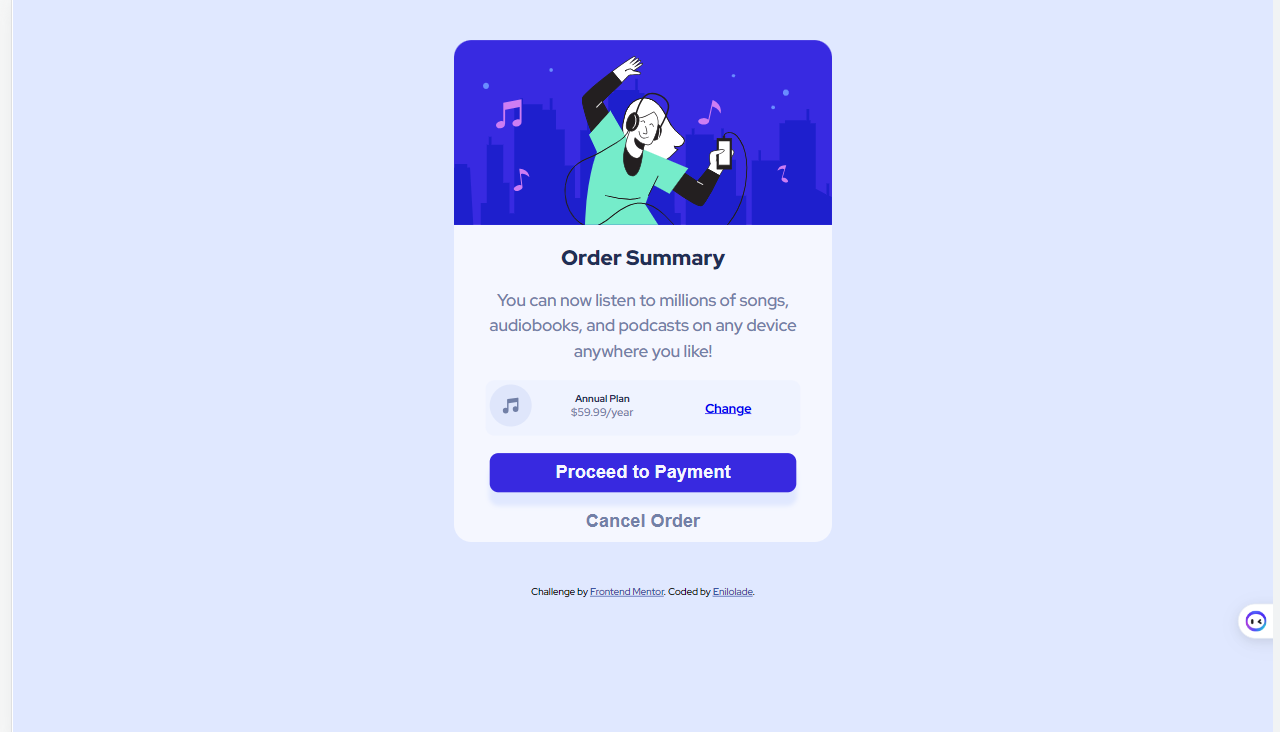 Order Summary
You can now listen to millions of songs,
audiobooks, and podcasts on any device
anywhere you like!
Annual Plan
$59.99/year
Change
Proceed to Payment
Cancel Order
Challenge by Frontend Mentor. Coded by Enilolade.